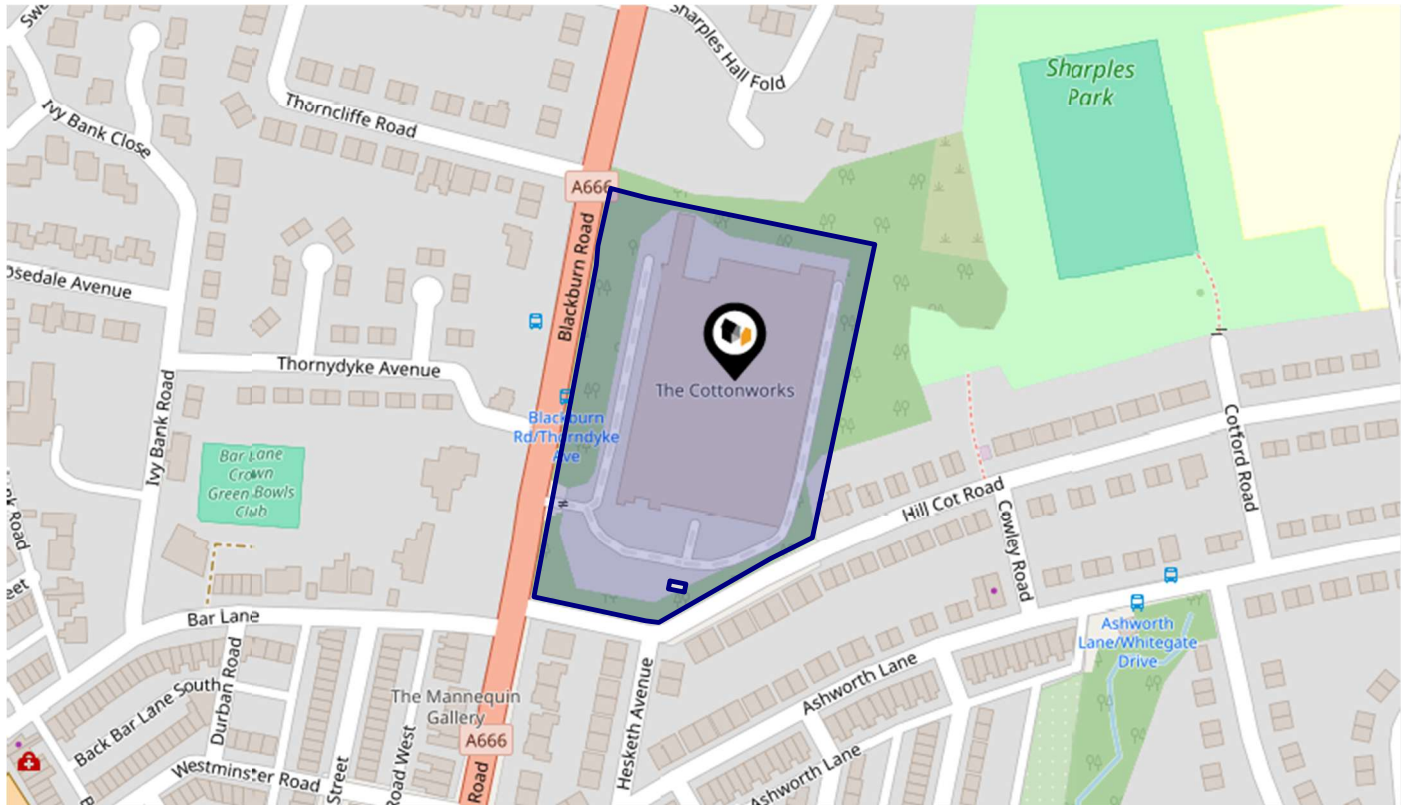 Sharples Hall Fold
Sharples
Park
Ivy Bank Close
Thorncliffe Road
A666
Blackburn Road
Osedale Avenue
Thornydyke Avenue
The Cottonworks
Blackburn
Rd/Thorndyke
Ave
Ivy Bank Road
Bar Lane
Crown
Green Bowls
Club
Hill Cot Road
Cotford Road
Cowley Road
Bar Lane
Durban Road
Back Bar Lane South
The Mannequin
Gallery
A666
Hesketh Avenue
Ashworth Lane
Ashworth
Lane/Whitegate
Drive
Westminster Road
Street
Road West
Road
Ashworth Lane
Road